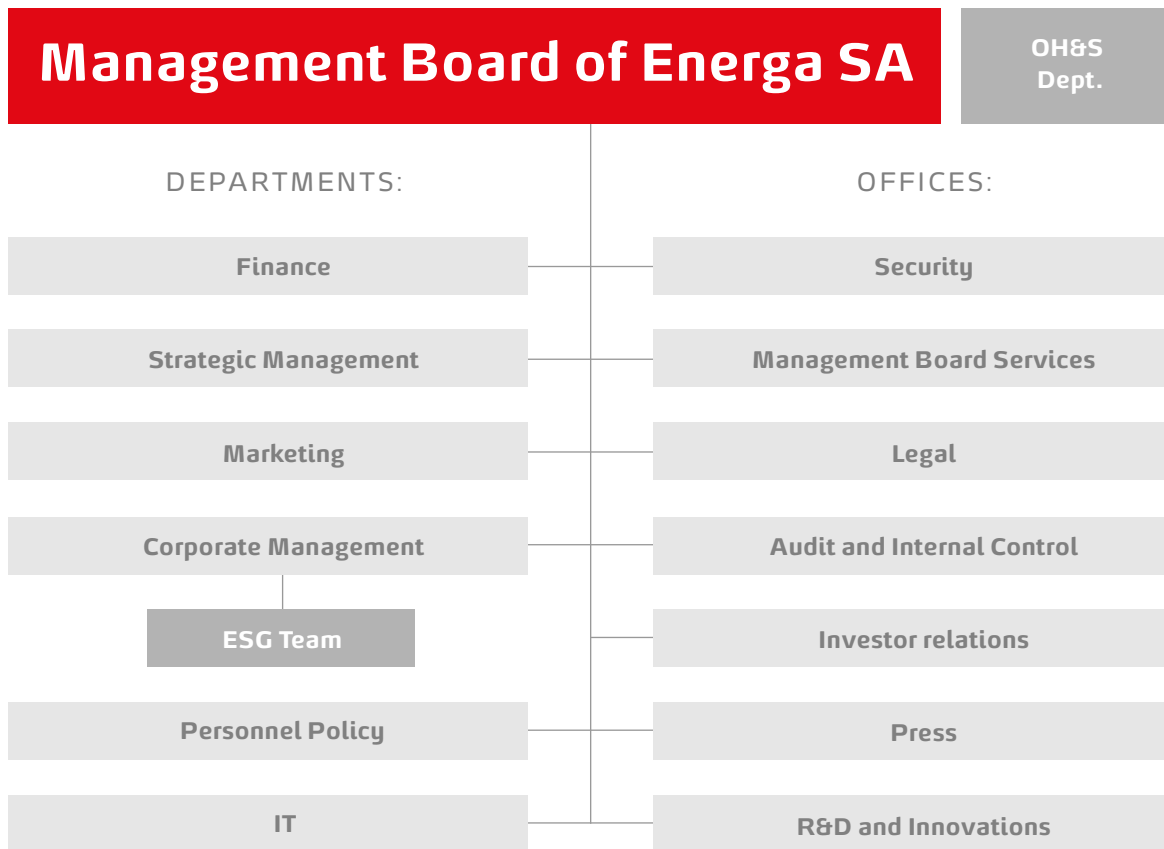 Management Board of Energa SA
OH&S
Dept.
DEPARTMENTS:
OFFICES:
Finance
Security
Strategic Management
Management Board Services
Marketing
Legal
Corporate Management
Audit and Internal Control
ESG Team
Investor relations
Personnel Policy
Press
IT
R&D and Innovations